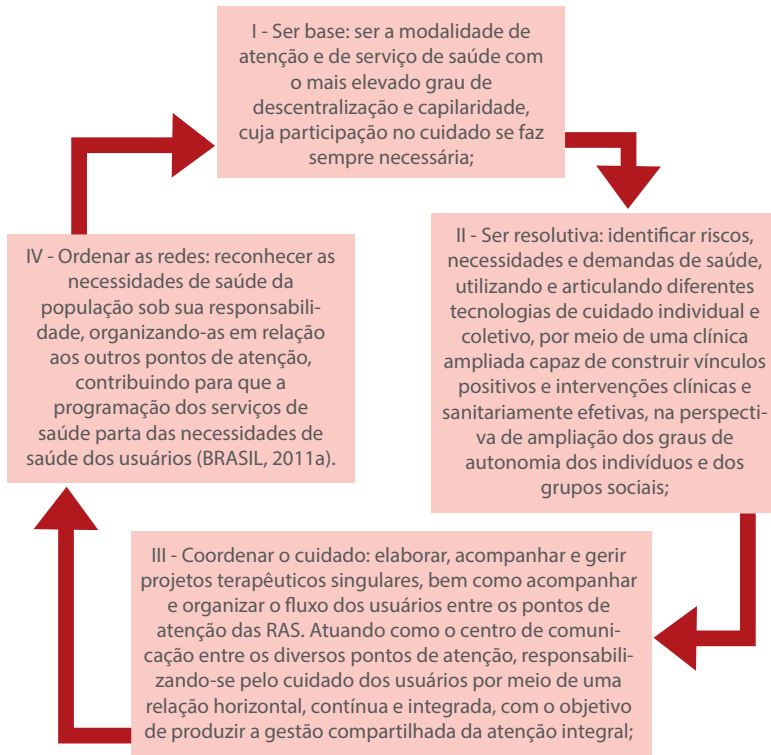 I - Ser base: ser a modalidade de
atenção e de serviço de saúde com
o mais elevado grau de
descentralização e capilaridade,
cuja participação no cuidado se faz
sempre necessária;
II - Ser resolutiva: identificar riscos,
necessidades e demandas de saúde,
utilizando e articulando diferentes
tecnologias de cuidado individual e
coletivo, por meio de uma clínica
ampliada capaz de construir vínculos
positivos e intervenções clínicas e
sanitariamente efetivas, na perspecti-
va de ampliação dos graus de
autonomia dos indivíduos e dos
grupos sociais;
III - Coordenar o cuidado: elaborar, acompanhar e gerir
projetos terapêuticos singulares, bem como acompanhar
e organizar o fluxo dos usuários entre os pontos de
atenção das RAS. Atuando como o centro de comuni-
cação entre os diversos pontos de atenção, responsabili-
zando-se pelo cuidado dos usuários por meio de uma
relação horizontal, contínua e integrada, com o objetivo
de produzir a gestão compartilhada da atenção integral;
IV - Ordenar as redes: reconhecer as
necessidades de saúde da
população sob sua responsabili-
dade, organizando-as em relação
aos outros pontos de atenção,
contribuindo para que a
programação dos serviços de
saúde parta das necessidades de
saúde dos usuários (BRASIL, 2011a).